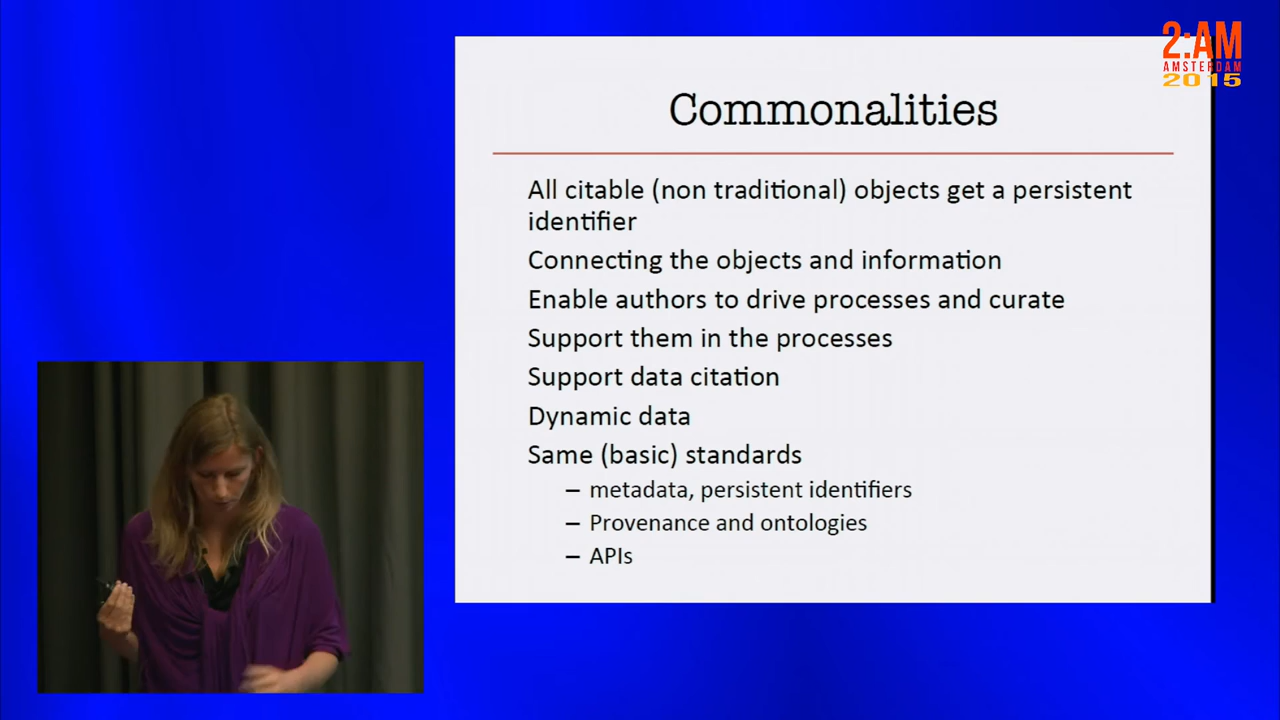 2:AM
AMSTERDAM
2015
Commonalities
All citable (non traditional) objects get a persistent
identifier
Connecting the objects and information
Enable authors to drive processes and curate
Support them in the processes
Support data citation
Dynamic data
Same (basic) standards
– metadata, persistent identifiers
– Provenance and ontologies
– APIs